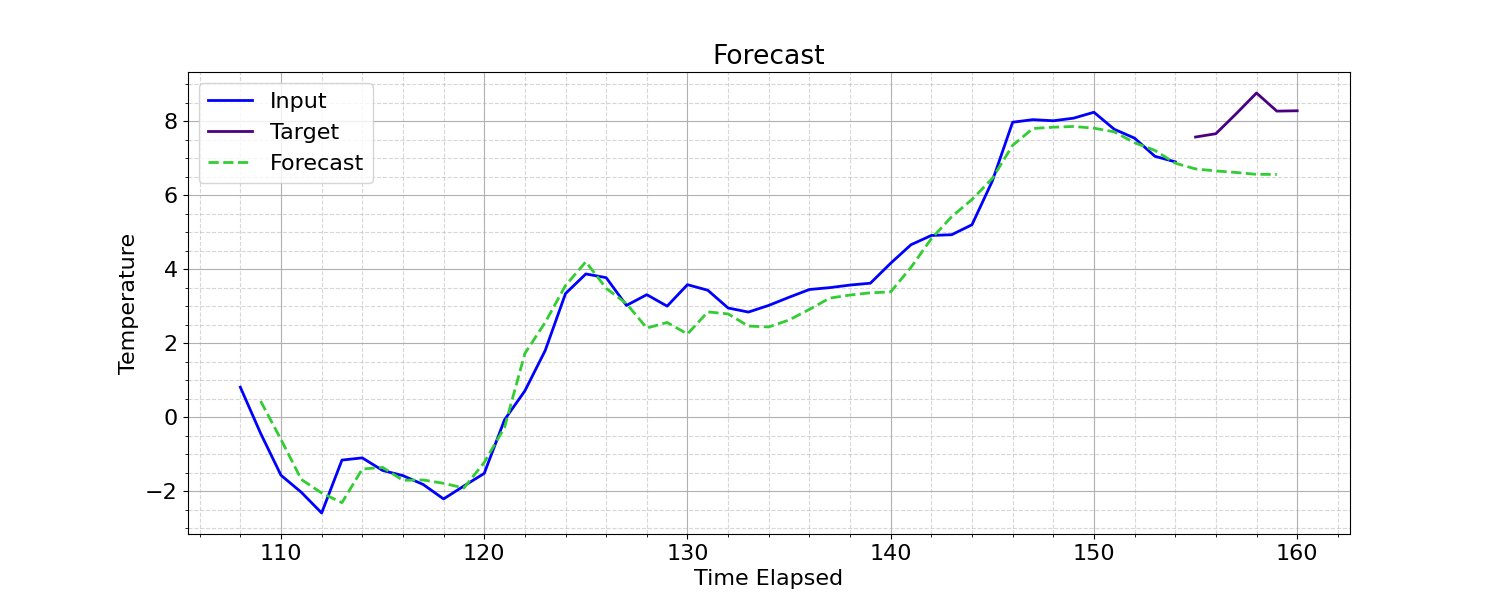 Forecast
Input
Target
Forecast
Temperature
8
6
4
2
0
−2
110 120 130 140 150 160
Time Elapsed